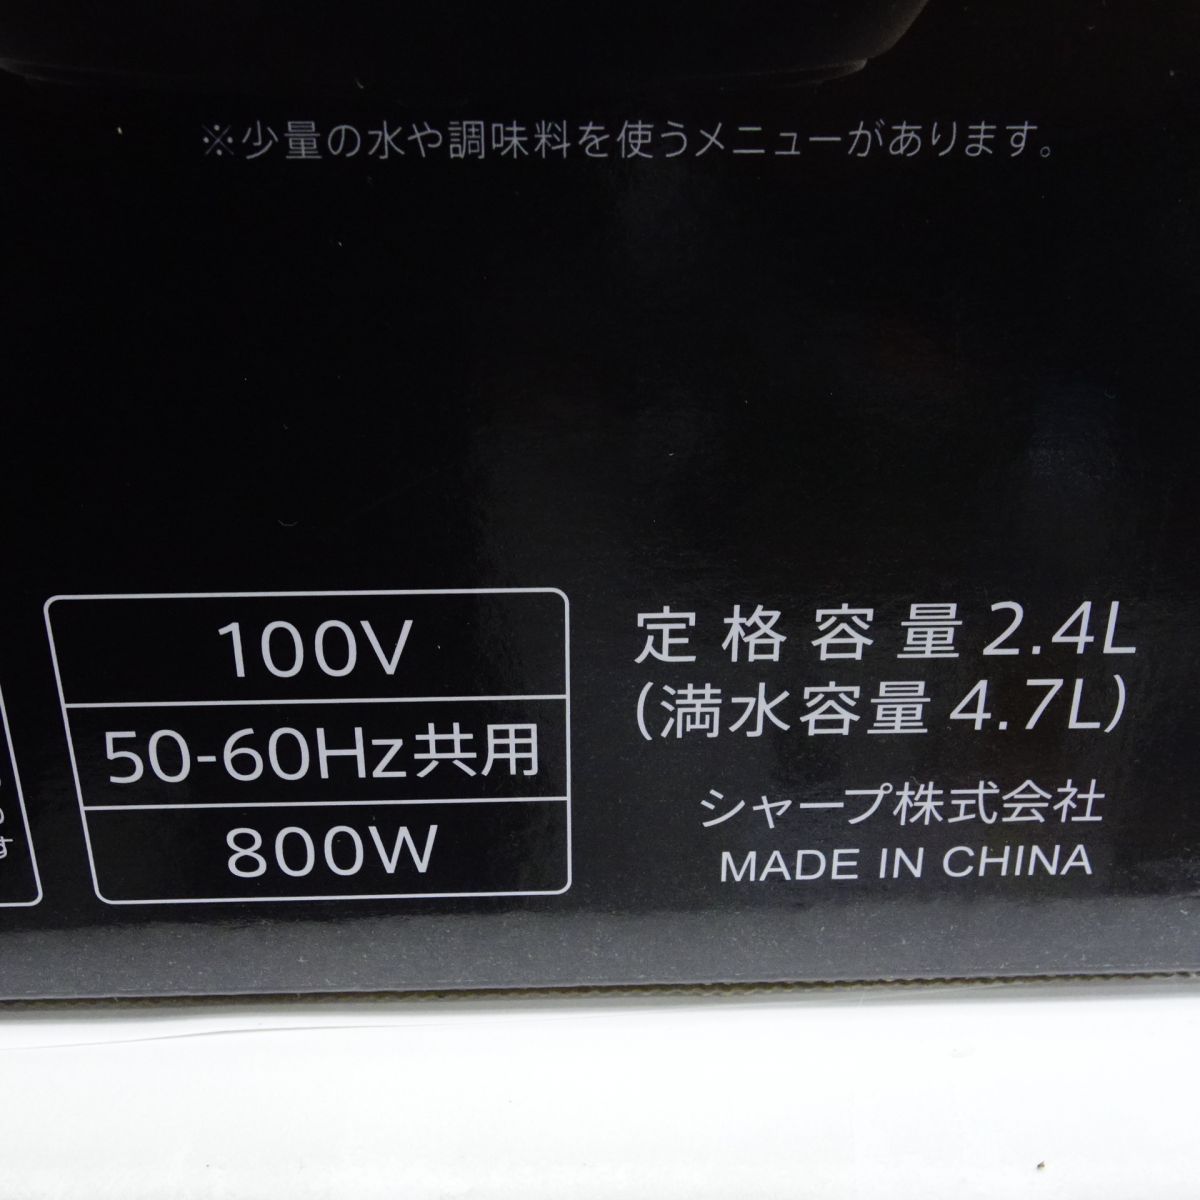 ※少量の水や調味料を使うメニューがあります。
100V
50-60Hz共用
800W
定格容量 2.4L
(満水容量 4.7L)
シャープ株式会社
MADE IN CHINA
す